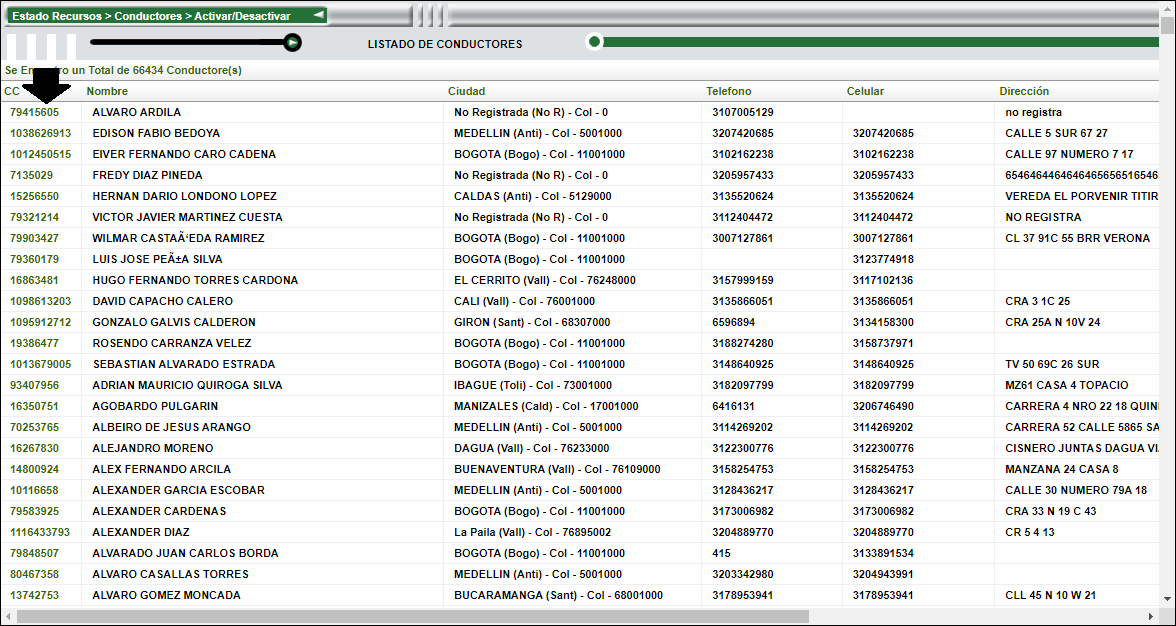 Estado Recursos > Conductores > Activar/Desactivar
LISTADO DE CONDUCTORES
Se un Total de 66434 Conductore(s)
CC Nombre Ciudad Telefono Celular Dirección
79415605 ALVARO ARDILA No Registrada (No R) - Col - 0 3107005129 no registra
1038626913 EDISON FABIO BEDOYA MEDELLIN (Anti) - Col - 5001000 3207420685 3207420685 CALLE 5 SUR 67 27
1012450515 EIVER FERNANDO CARO CADENA BOGOTA (Bogo) - Col - 11001000 3102162238 3102162238 CALLE 97 NUMERO 7 17
7135029 FREDY DIAZ PINEDA BOGOTA (Bogo) - Col - 11001000 3205957433 3205957433 6546464464646465656516546
15256550 HERNAN DARIO LONDONO LOPEZ CALDAS (Anti) - Col - 5129000 3135520624 3135520624 VEREDA EL PORVENIR TITIR
79321214 VICTOR JAVIER MARTINEZ CUESTA No Registrada (No R) - Col - 0 3112404472 3112404472 NO REGISTRA
79903427 WILMAR CASTAÃ‘EDA RAMIREZ BOGOTA (Bogo) - Col - 11001000 3007127861 3007127861 CL 37 91C 55 BRR VERONA
79360179 LUIS JOSE PEÃ±A SILVA BOGOTA (Bogo) - Col - 11001000 3123774918
16863481 HUGO FERNANDO TORRES CARDONA EL CERRITO (Vall) - Col - 76248000 3157999159 3117102136
1098613203 DAVID CAPACHO CALERO CALI (Vall) - Col - 76001000 3135866051 3135866051 CRA 3 1C 25
1095912712 GONZALO GALVIS CALDERON GIRON (Sant) - Col - 68307000 6596894 3134158300 CRA 25A N 10V 24
19386477 ROSENDO CARRANZA VELEZ BOGOTA (Bogo) - Col - 11001000 3188274280 3158737971
1013679005 SEBASTIAN ALVARADO ESTRADA BOGOTA (Bogo) - Col - 11001000 3148640925 3148640925 TV 50 69C 26 SUR
93407956 ADRIAN MAURICIO QUIROGA SILVA IBAGUE (Toli) - Col - 73001000 3182097799 3182097799 MZ61 CASA 4 TOPACIO
16350751 AGOBARDO PULGARIN MANIZALES (Cald) - Col - 17001000 6416131 3206746490 CARRERA 4 NRO 22 18 QUIN
70253765 ALBEIRO DE JESUS ARANGO MEDELLIN (Anti) - Col - 5001000 3114269202 3114269202 CARRERA 52 CALLE 5865 SA
16267830 ALEJANDRO MORENO DAGUA (Vall) - Col - 76233000 3122300776 3122300776 CISNERO JUNTAS DAGUA VI
14800924 ALEX FERNANDO ARCILA BUENAVENTURA (Vall) - Col - 76109000 3158254753 3158254753 MANZANA 24 CASA 8
10116658 ALEXANDER GARCIA ESCOBAR MEDELLIN (Anti) - Col - 5001000 3128436217 3128436217 CALLE 30 NUMERO 79A 18
79583925 ALEXANDER CARDENAS BOGOTA (Bogo) - Col - 11001000 3173006982 3173006982 CRA 33 N 19 C 43
1116433793 ALEXANDER DIAZ La Paila (Vall) - Col - 76895002 3204889770 3204889770 CR 5 4 13
79848507 ALVARADO JUAN CARLOS BORDA BOGOTA (Bogo) - Col - 11001000 415 3133891534
80467358 ALVARO CASALLAS TORRES MEDELLIN (Anti) - Col - 5001000 3203342980 3204943991
13742753 ALVARO GOMEZ MONCADA BUCARAMANGA (Sant) - Col - 68001000 3178953941 3178953941 CLL 45 N 10 W 21